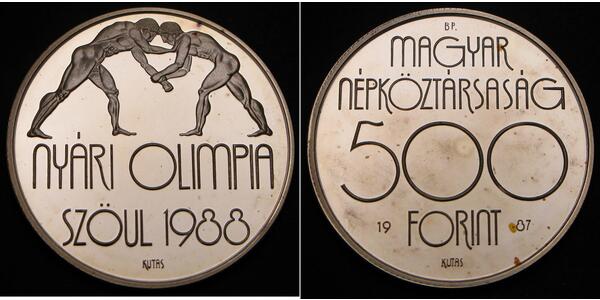 NYÁRI OLIMPIA
SZÖUL 1988
KUTAS
BP.
MAGYAR
NÉPKÖZTÁRSASÁG
500
19 FORINT 87
KUTAS